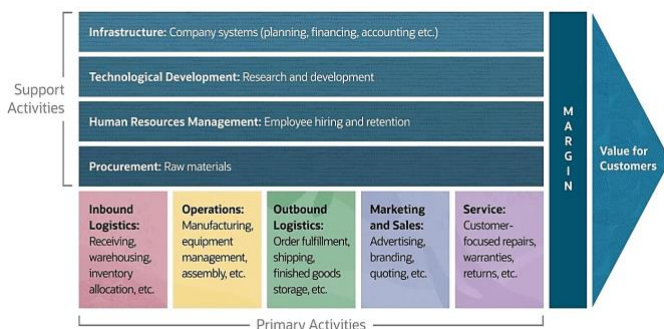 Infrastructure: Company systems (planning, financing, accounting etc.)
Support
Activities
Technological Development: Research and development
Human Resources Management: Employee hiring and retention
Procurement: Raw materials
Inbound
Logistics:
Receiving,
warehousing,
inventory
allocation, etc.
Operations:
Manufacturing,
equipment
management,
assembly, etc.
Outbound
Logistics:
Order fulfillment,
shipping,
finished goods
storage, etc.
Marketing
and Sales:
Advertising,
branding,
quoting, etc.
Service:
Customer-
focused repairs,
warranties,
returns, etc.
MARGIN
Value for
Customers
Primary Activities